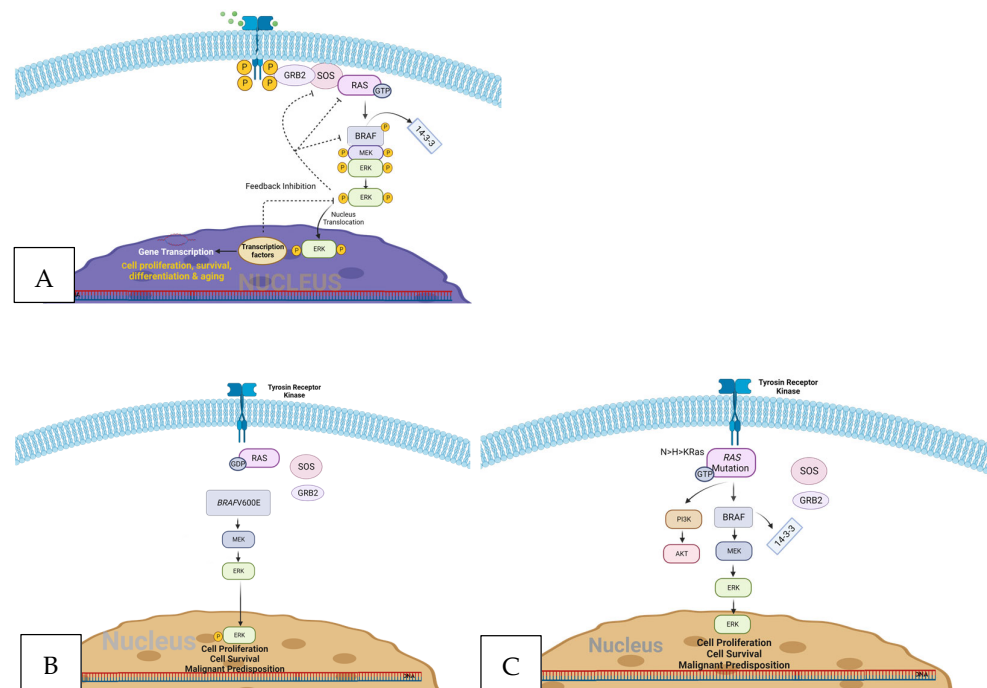 P
P
P
P
GRB2
SOS
RAS
GTP
BRAF
P
14-3-3
P
MEK
P
P
ERK
P
Feedback Inhibition
P
ERK
P
Nucleus
Translocation
Gene Transcription
Transcription
factors
P
ERK
P
Cell proliferation, survival,
differentiation & aging
NUCLEUS
A
Tyrosin Receptor
Kinase
RAS
GDP
SOS
GRB2
BRAFV600E
MEK
ERK
Nucleus
P
ERK
Cell Proliferation
Cell Survival
Malignant Predisposition
B
DNA
Tyrosin Receptor
Kinase
N>H>KRas
RAS
Mutation
GTP
SOS
GRB2
PI3K
BRAF
14-3-3
AKT
MEK
ERK
ERK
Nucleus
Cell Proliferation
Cell Survival
Malignant Predisposition
C
DNA